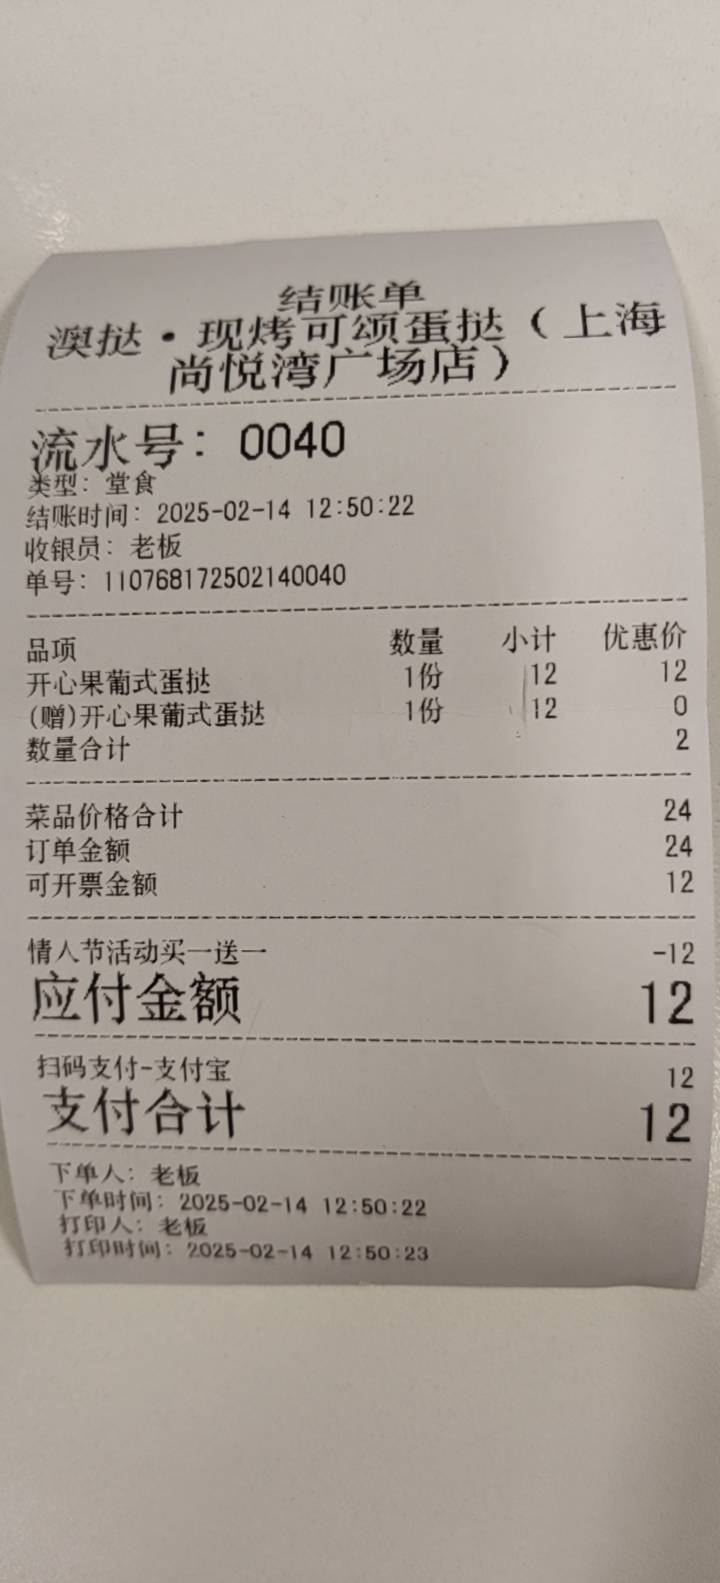 结账单
澳挞·现烤可颂蛋挞（上海
尚悦湾广场店）
流水号：0040
类型：堂食
结账时间：2025-02-14 12:50:22
收银员：老板
单号：110768172502140040
品项 数量 小计 优惠价
开心果葡式蛋挞 1份 12 12
(赠)开心果葡式蛋挞 1份 12 0
数量合计 2
菜品价格合计 24
订单金额 24
可开票金额 12
情人节活动买一送一 -12
应付金额 12
扫码支付-支付宝 12
支付合计 12
下单人：老板
下单时间：2025-02-14 12:50:22
打印人：老板
打印时间：2025-02-14 12:50:23